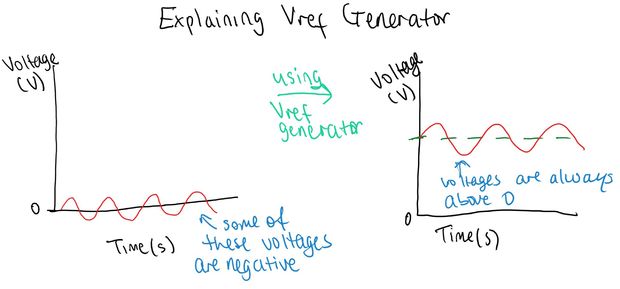 Explaining Vref Generator
Voltage
(V)
0
Time(s)
some of
these voltages
are negative
using
Vref
generator
Voltage
(V)
voltages are always
above 0
0
Time(s)